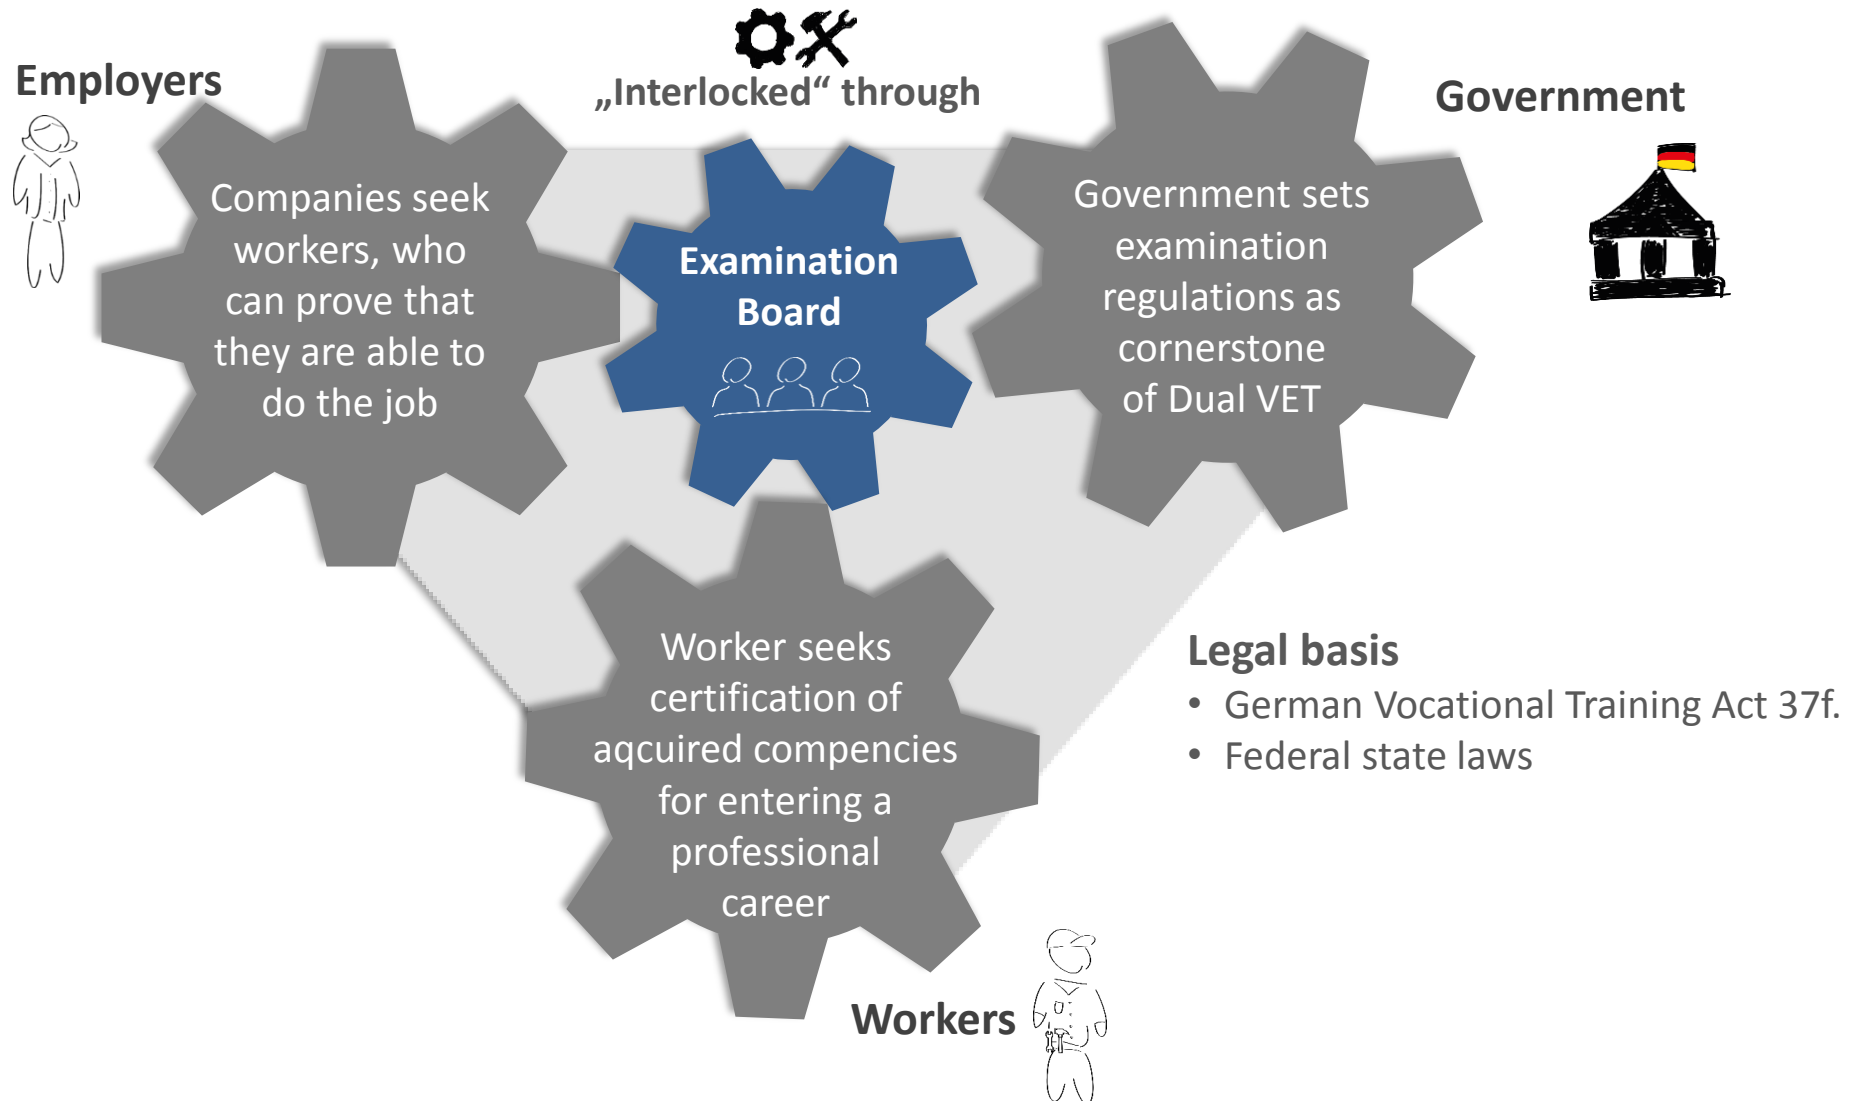 Employers
„Interlocked“ through
Government
Companies seek
workers, who
can prove that
they are able to
do the job
Examination
Board
Government sets
examination
regulations as
cornerstone
of Dual VET
Worker seeks
certification of
aqcuired compencies
for entering a
professional
career
Legal basis
• German Vocational Training Act 37f.
• Federal state laws
Workers